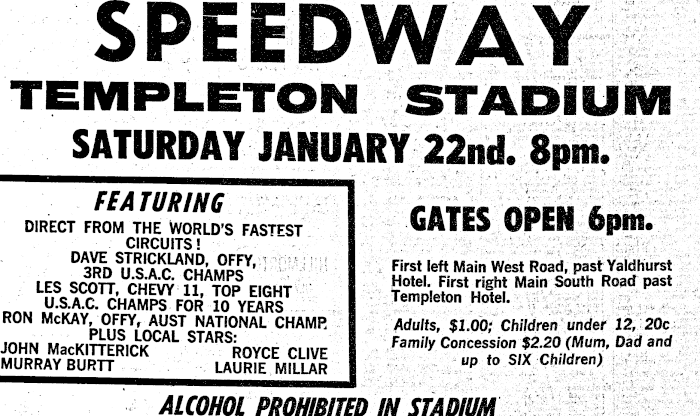 SPEEDWAY
TEMPLETON STADIUM
SATURDAY JANUARY 22nd. 8pm.
FEATURING
DIRECT FROM THE WORLD'S FASTEST
CIRCUITS!
DAVE STRICKLAND, OFFY,
3RD U.S.A.C. CHAMPS
LES SCOTT, CHEVY 11, TOP EIGHT
U.S.A.C. CHAMPS FOR 10 YEARS
RON McKAY, OFFY, AUST NATIONAL CHAMP.
PLUS LOCAL STARS:
JOHN MacKITTERICK ROYCE CLIVE
MURRAY BURTT LAURIE MILLAR
GATES OPEN 6pm.
First left Main West Road, past Yaldhurst
Hotel. First right Main South Road past
Templeton Hotel.
Adults, $1.00; Children under 12, 20c
Family Concession $2.20 (Mum, Dad and
up to SIX Children)
ALCOHOL PROHIBITED IN STADIUM